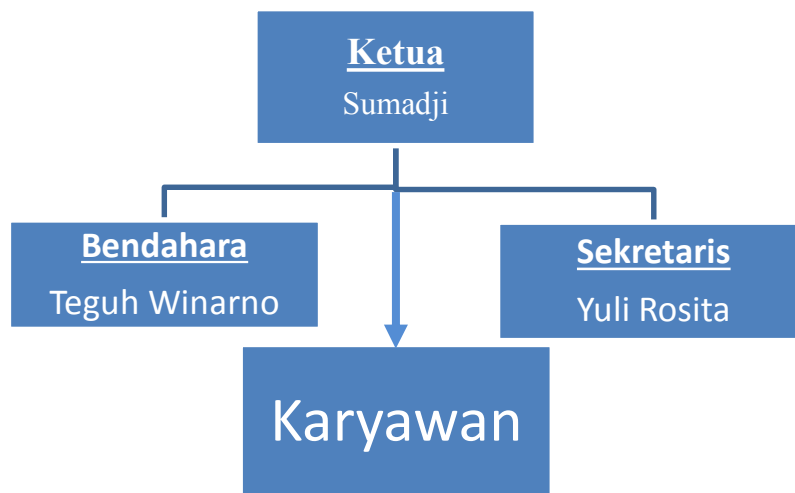 Ketua
Sumadji
Bendahara
Teguh Winarno
Sekretaris
Yuli Rosita
Karyawan